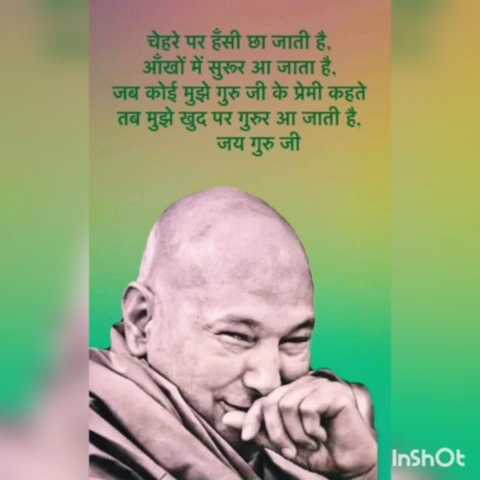 चेहरे पर हँसी छा जाती है,
आँखों में सुरूर आ जाता है,
जब कोई मुझे गुरु जी के प्रेमी कहते
तब मुझे खुद पर गुरुर आ जाती है,
जय गुरु जी
InShOt